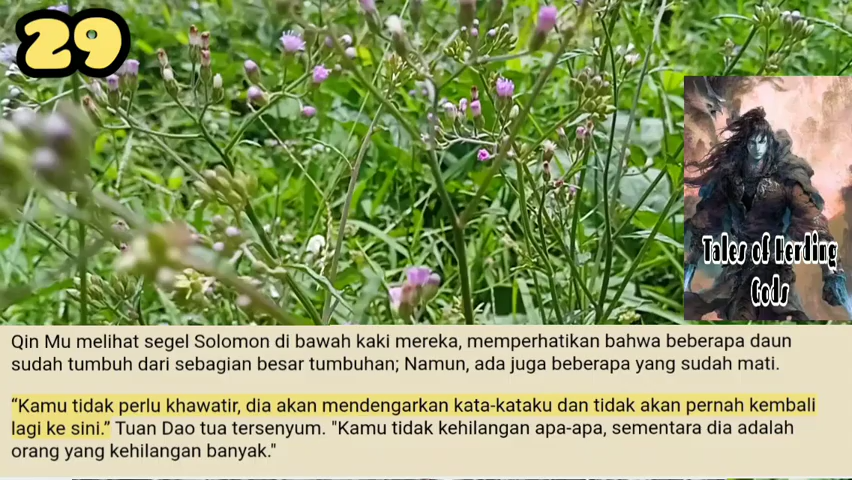 29
Tales of Herding
Gods
Qin Mu melihat segel Solomon di bawah kaki mereka, memperhatikan bahwa beberapa daun
sudah tumbuh dari sebagian besar tumbuhan; Namun, ada juga beberapa yang sudah mati.
“Kamu tidak perlu khawatir, dia akan mendengarkan kata-kataku dan tidak akan pernah kembali
lagi ke sini.” Tuan Dao tua tersenyum. "Kamu tidak kehilangan apa-apa, sementara dia adalah
orang yang kehilangan banyak."